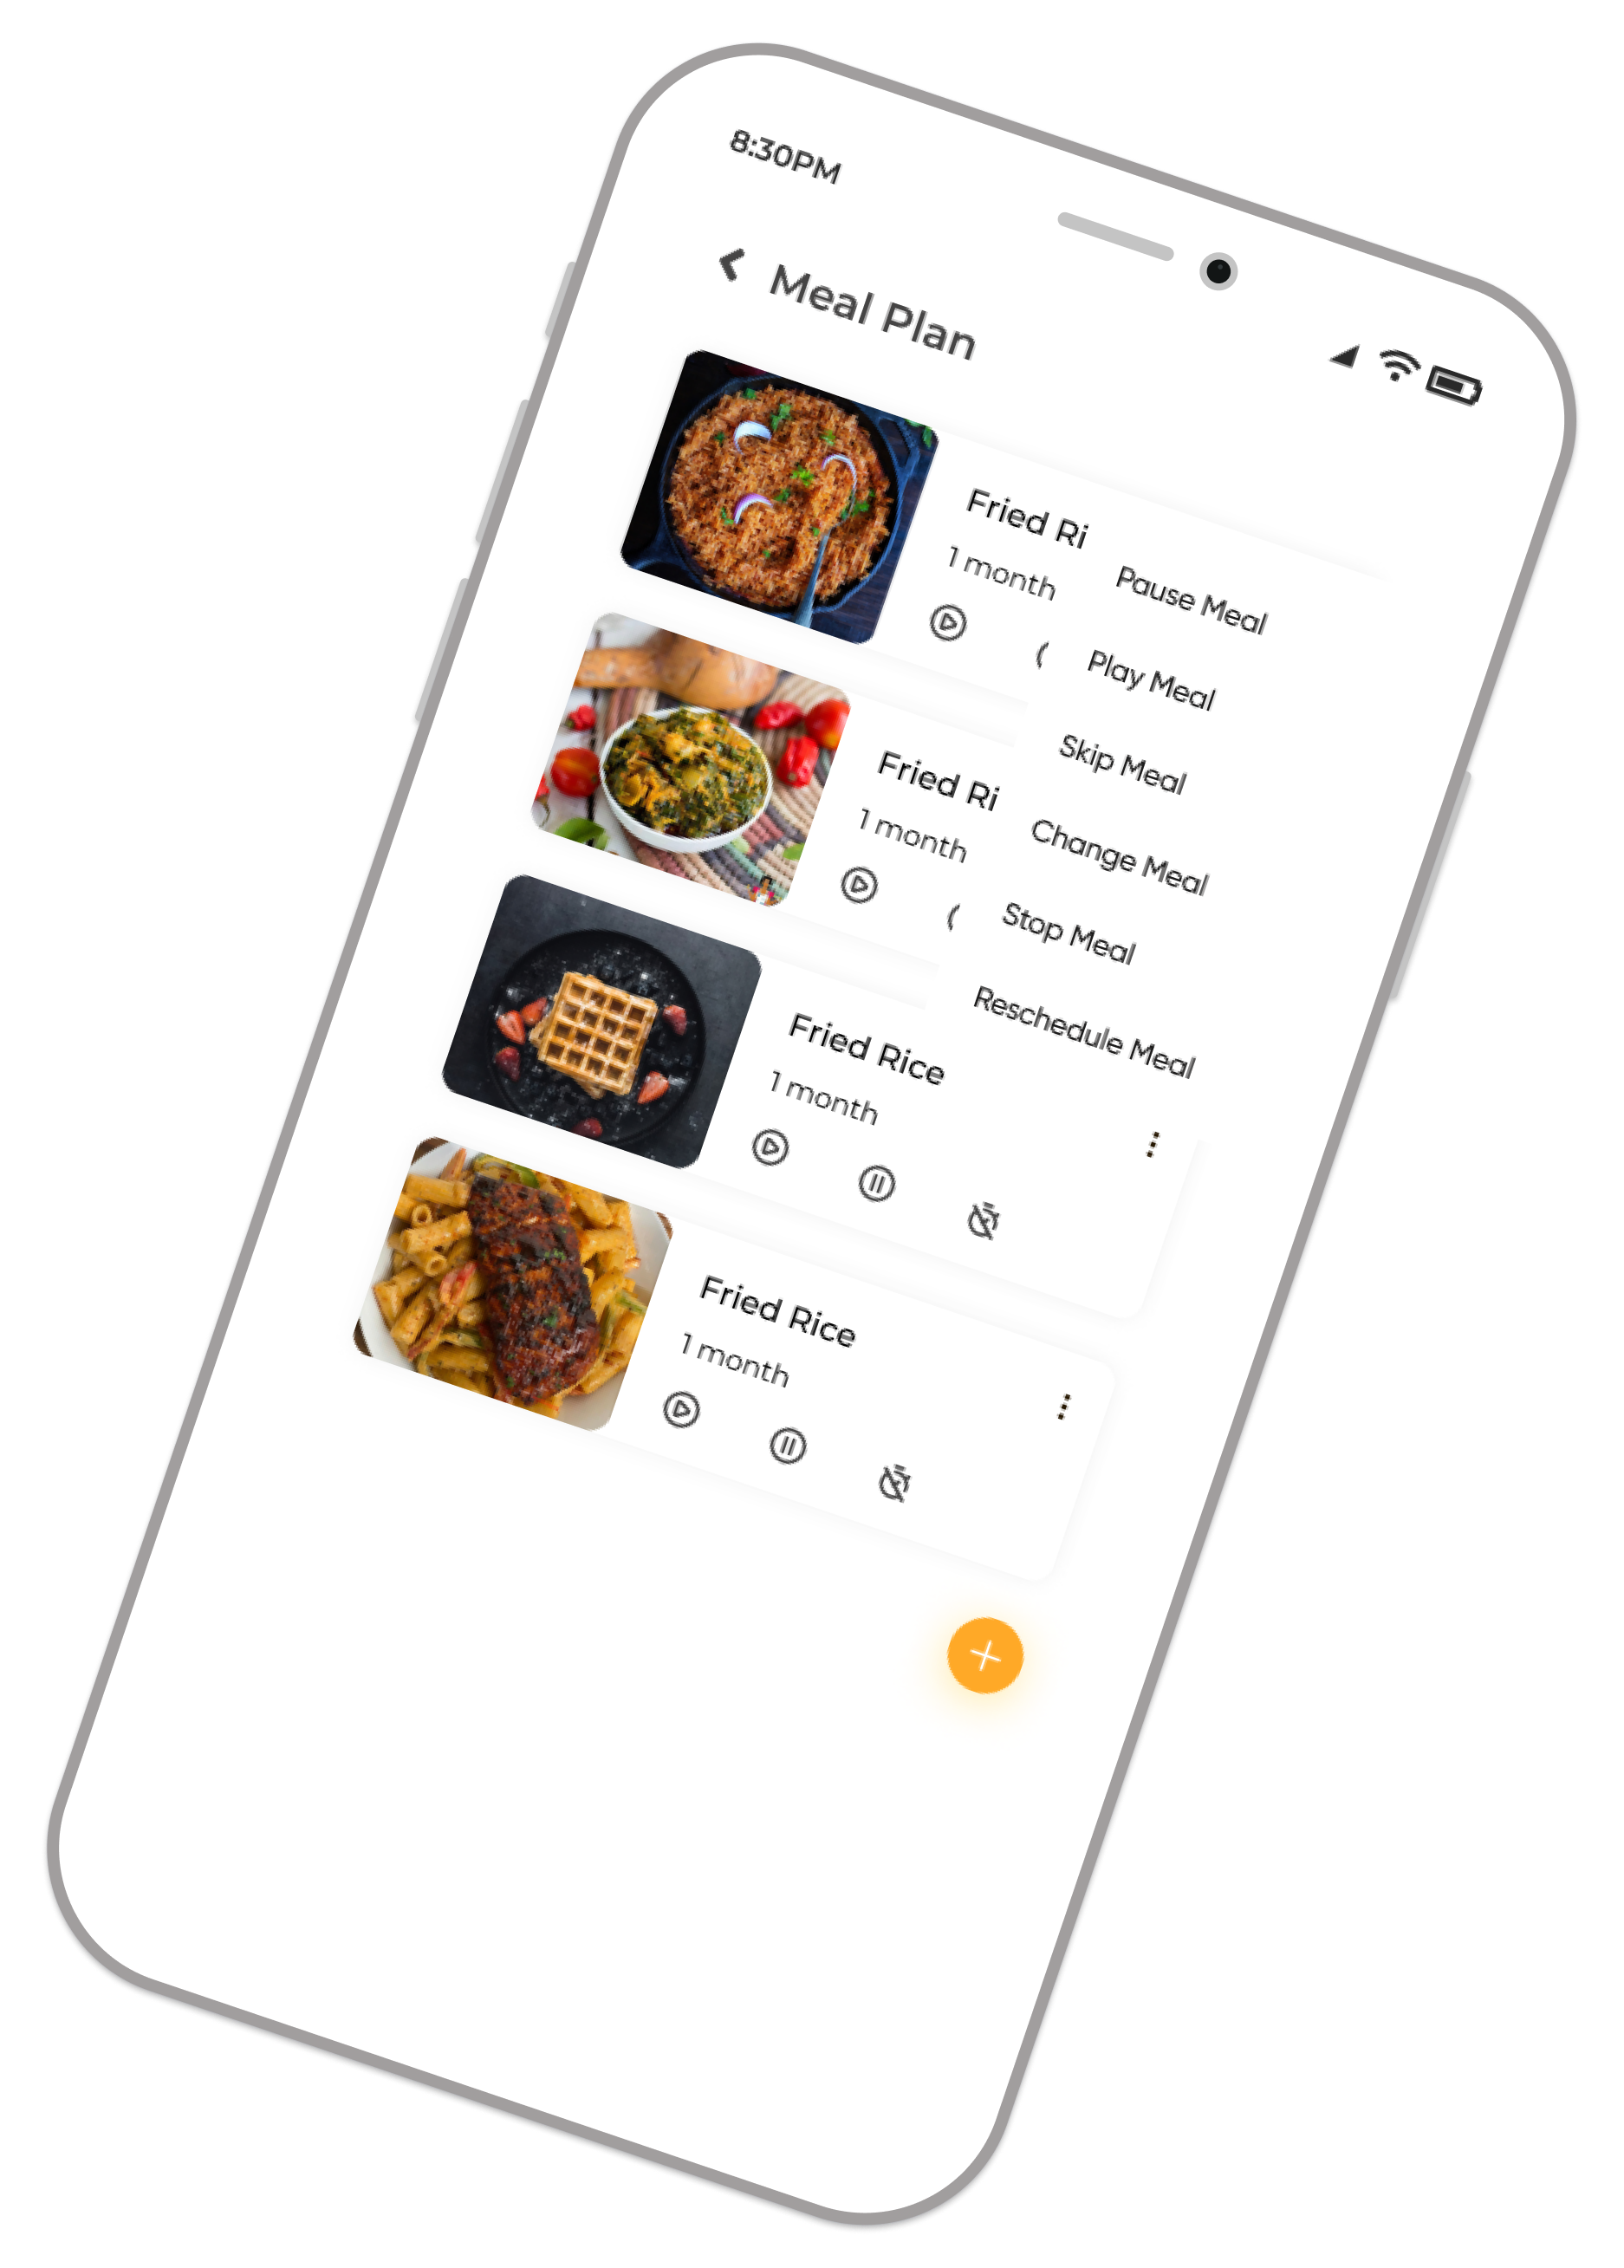 8:30PM
Meal Plan
Fried Ri
1 month
Pause Meal
Play Meal
Skip Meal
Change Meal
Stop Meal
Reschedule Meal
Fried Ri
1 month
Fried Rice
1 month
Fried Rice
1 month